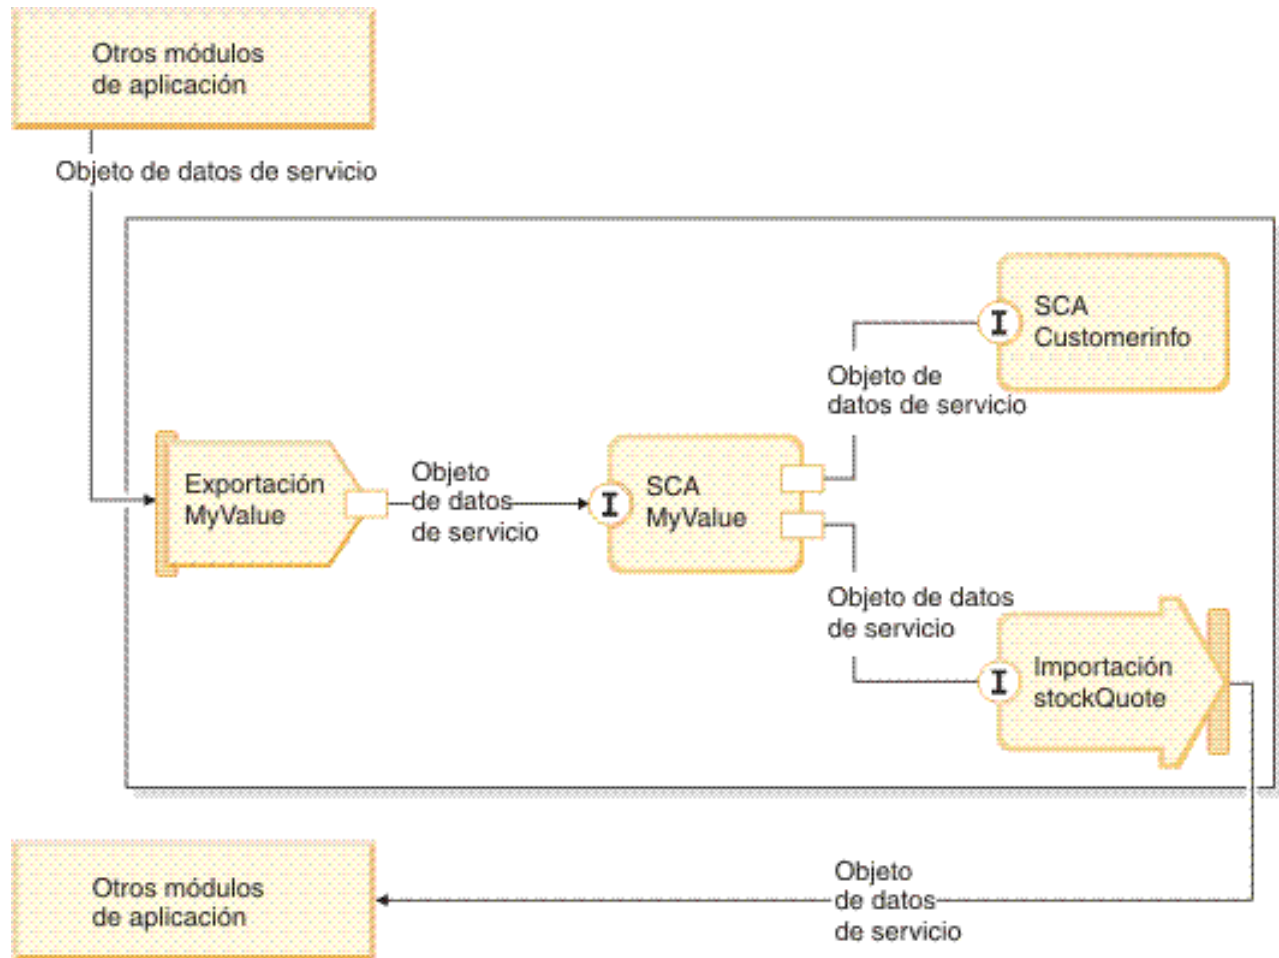 Otros módulos
de aplicación
Objeto de datos de servicio
SCA
Customerinfo
Objeto de
datos de servicio
Exportación
MyValue
Objeto
de datos
de servicio
SCA
MyValue
Objeto de datos
de servicio
Importación
stockQuote
Otros módulos
de aplicación
Objeto
de datos
de servicio